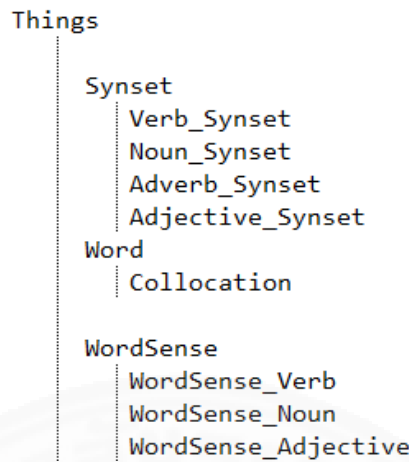 Things
Synset
Verb_Synset
Noun_Synset
Adverb_Synset
Adjective_Synset
Word
Collocation
WordSense
WordSense_Verb
WordSense_Noun
WordSense_Adjective